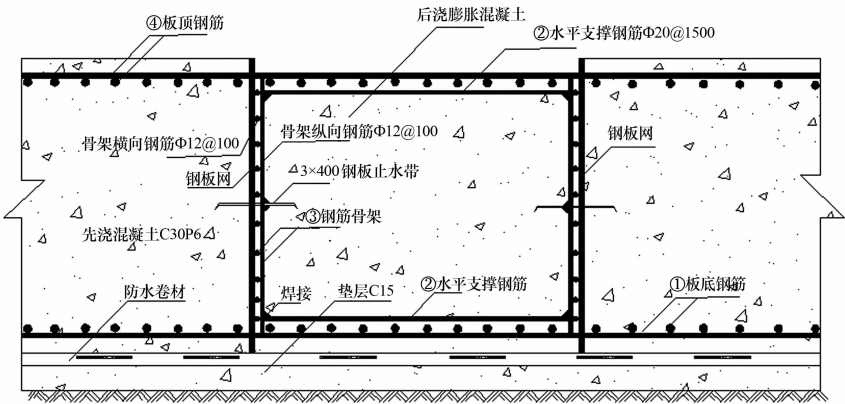 ④板顶钢筋
后浇膨胀混凝土
②水平支撑钢筋Φ20@1500
骨架横向钢筋Φ12@100
骨架纵向钢筋Φ12@100
钢板网
钢板网
3×400钢板止水带
先浇混凝土C30P6
③钢筋骨架
防水卷材
焊接
垫层C15
②水平支撑钢筋
①板底钢筋